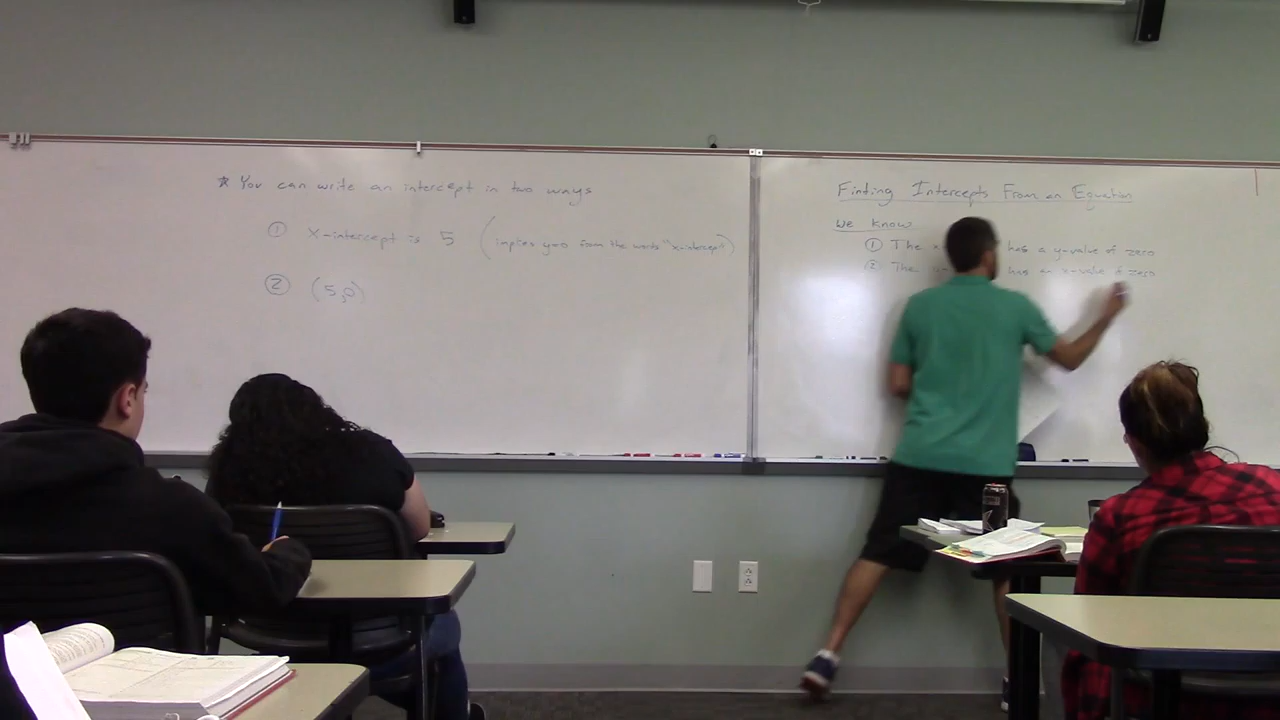 * You can write an intercept in two ways
① x-intercept is 5 (implies y=0 from the words "x-intercept")
② (5,0)
Finding Intercepts From an Equation
We know
① The has a y-value of zero
② The has an x-value of zero